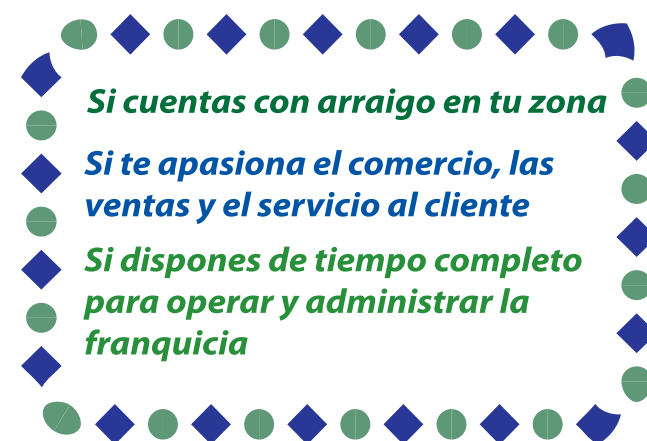 Si cuentas con arraigo en tu zona
Si te apasiona el comercio, las
ventas y el servicio al cliente
Si dispones de tiempo completo
para operar y administrar la
franquicia